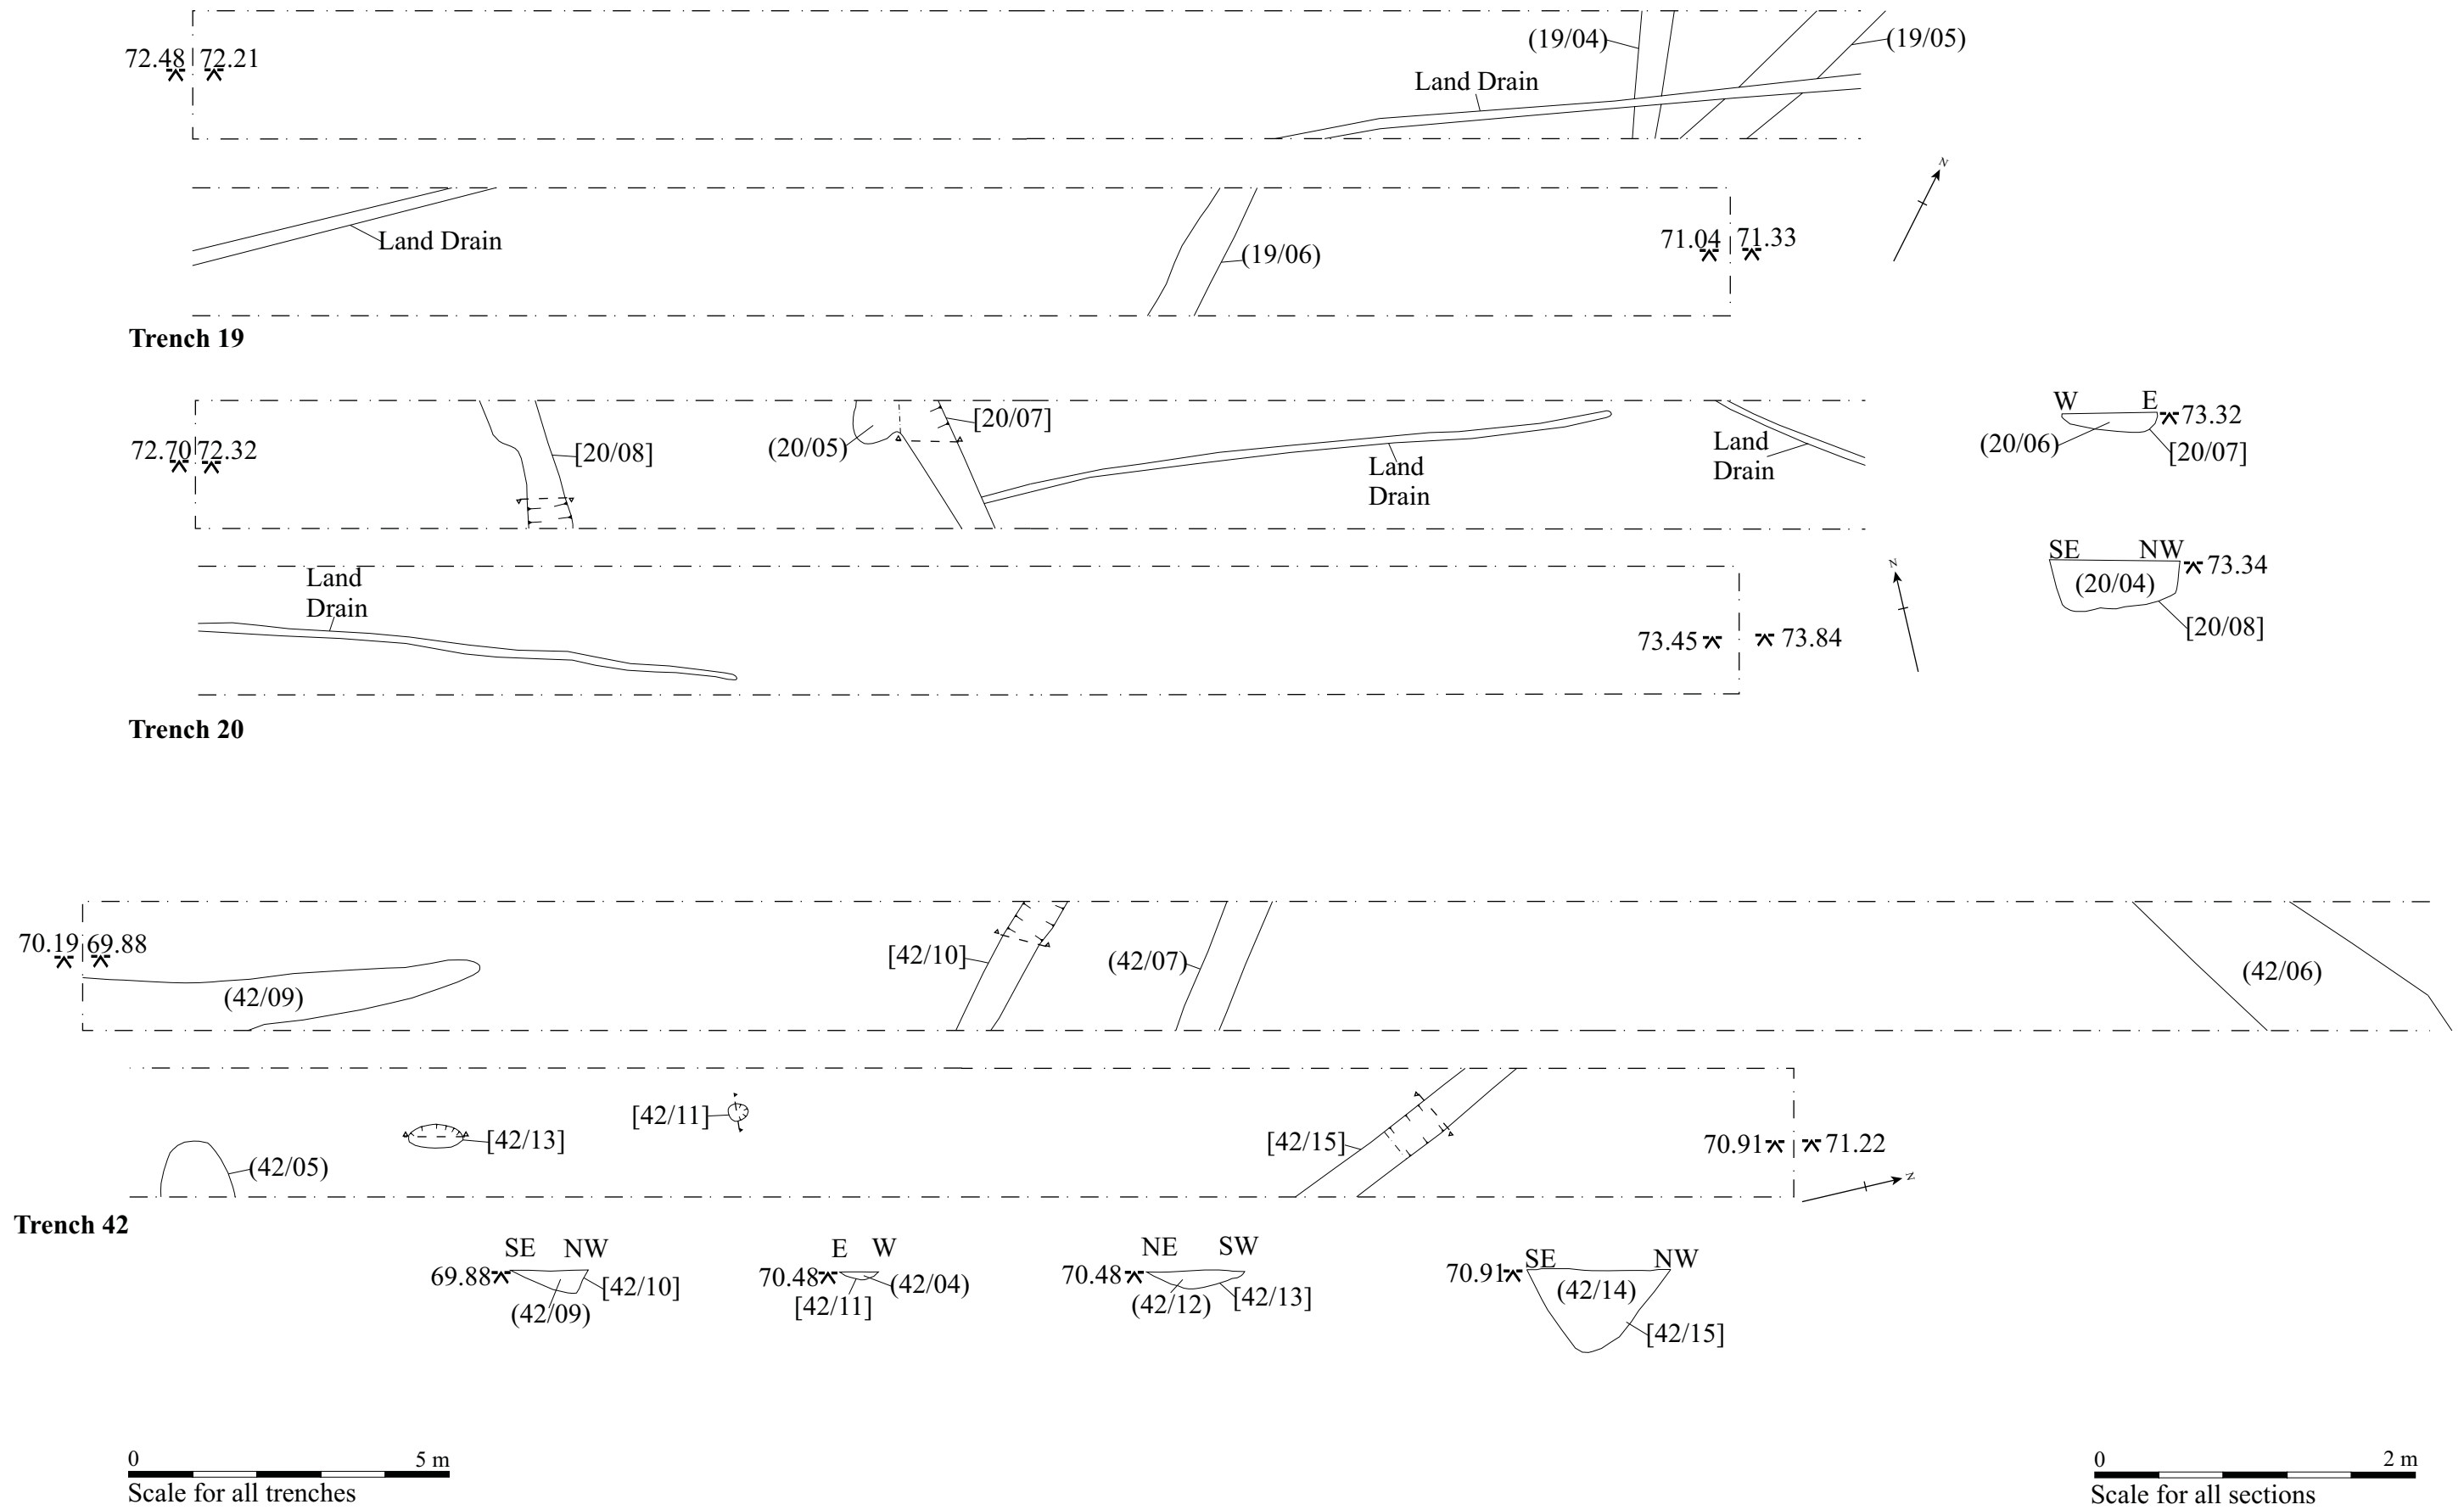 72.48 72.21
(19/04)
(19/05)
Land Drain
N
Land Drain
(19/06)
71.04 71.33
Trench 19
72.70 72.32
[20/08]
(20/05)
[20/07]
Land
Drain
Land
Drain
W E 73.32
(20/06)
[20/07]
N
SE NW 73.34
(20/04)
[20/08]
Land
Drain
73.45 73.84
Trench 20
70.19 69.88
(42/09)
[42/10]
(42/07)
(42/06)
(42/05)
[42/13]
[42/11]
[42/15]
70.91 71.22
N
Trench 42
SE NW
69.88
[42/10]
(42/09)
E W
70.48
(42/04)
[42/11]
NE SW
70.48
(42/12)
[42/13]
SE NW
70.91
(42/14)
[42/15]
0 5 m
Scale for all trenches
0 2 m
Scale for all sections